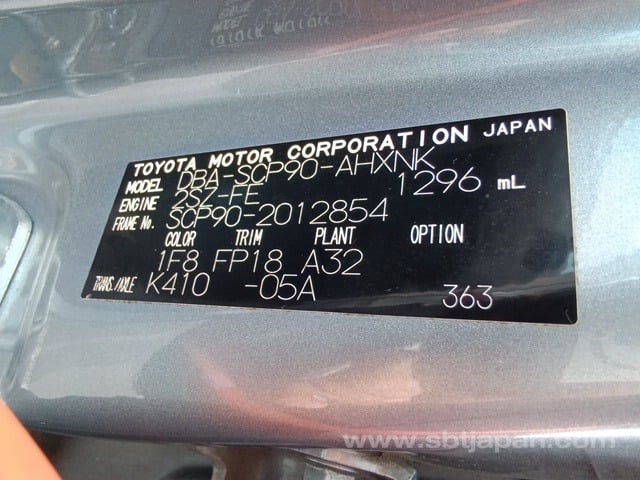 TOYOTA MOTOR CORPORATION JAPAN
MODEL DBA-SCP90-AHXNK
ENGINE 2SZ-FE 1296 mL
FRAME No. SCP90-2012854
COLOR TRIM PLANT OPTION
1F8 FP18 A32
TRANS./AXLE K410 -05A 363
www.sbtjapan.com